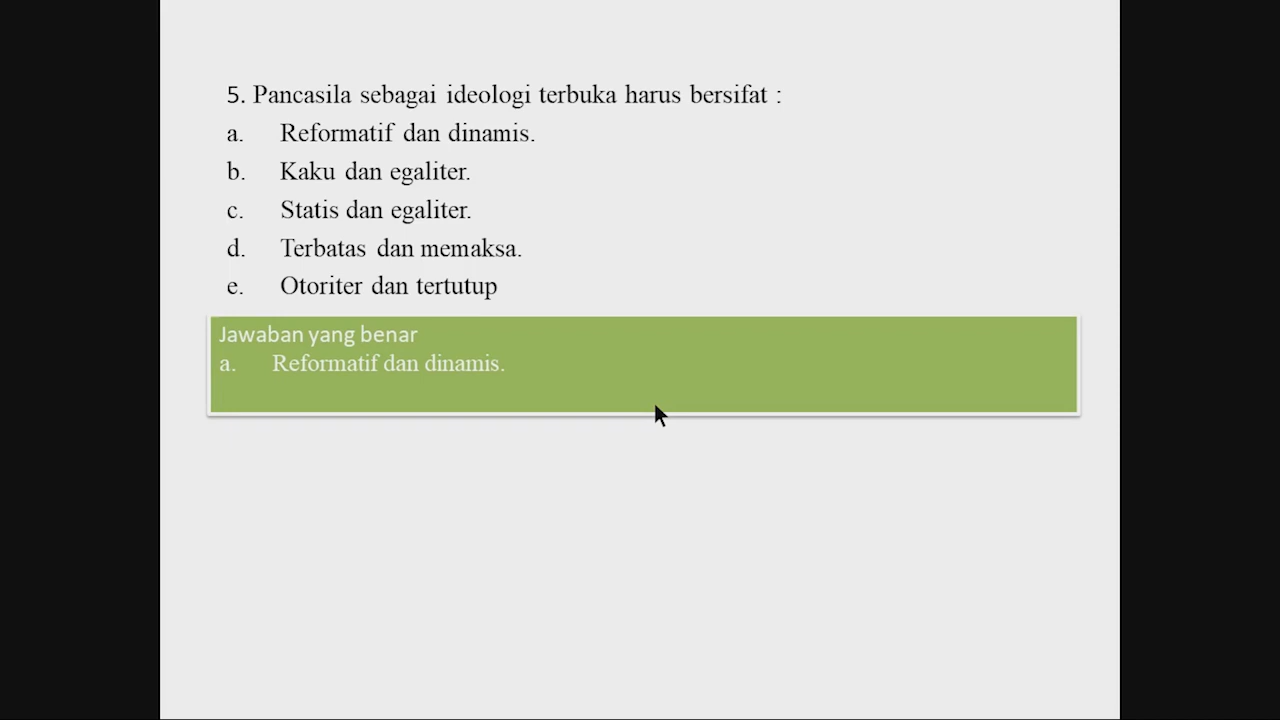 5. Pancasila sebagai ideologi terbuka harus bersifat :
a. Reformatif dan dinamis.
b. Kaku dan egaliter.
c. Statis dan egaliter.
d. Terbatas dan memaksa.
e. Otoriter dan tertutup
Jawaban yang benar
a. Reformatif dan dinamis.